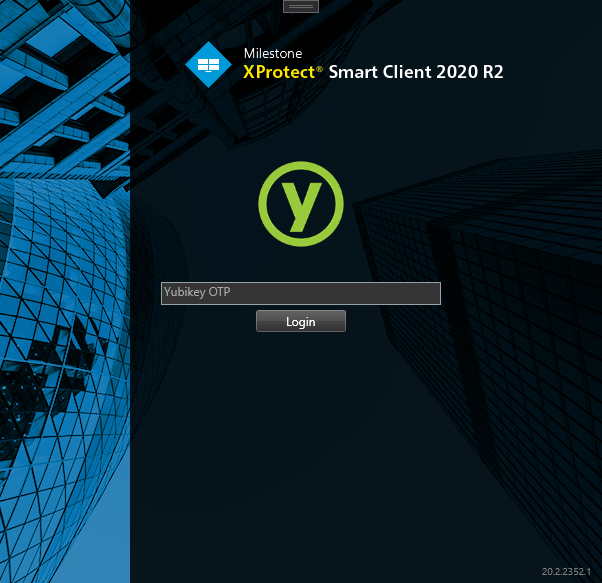 Milestone
XProtect® Smart Client 2020 R2
y
Yubikey OTP
Login
20.2.2352.1